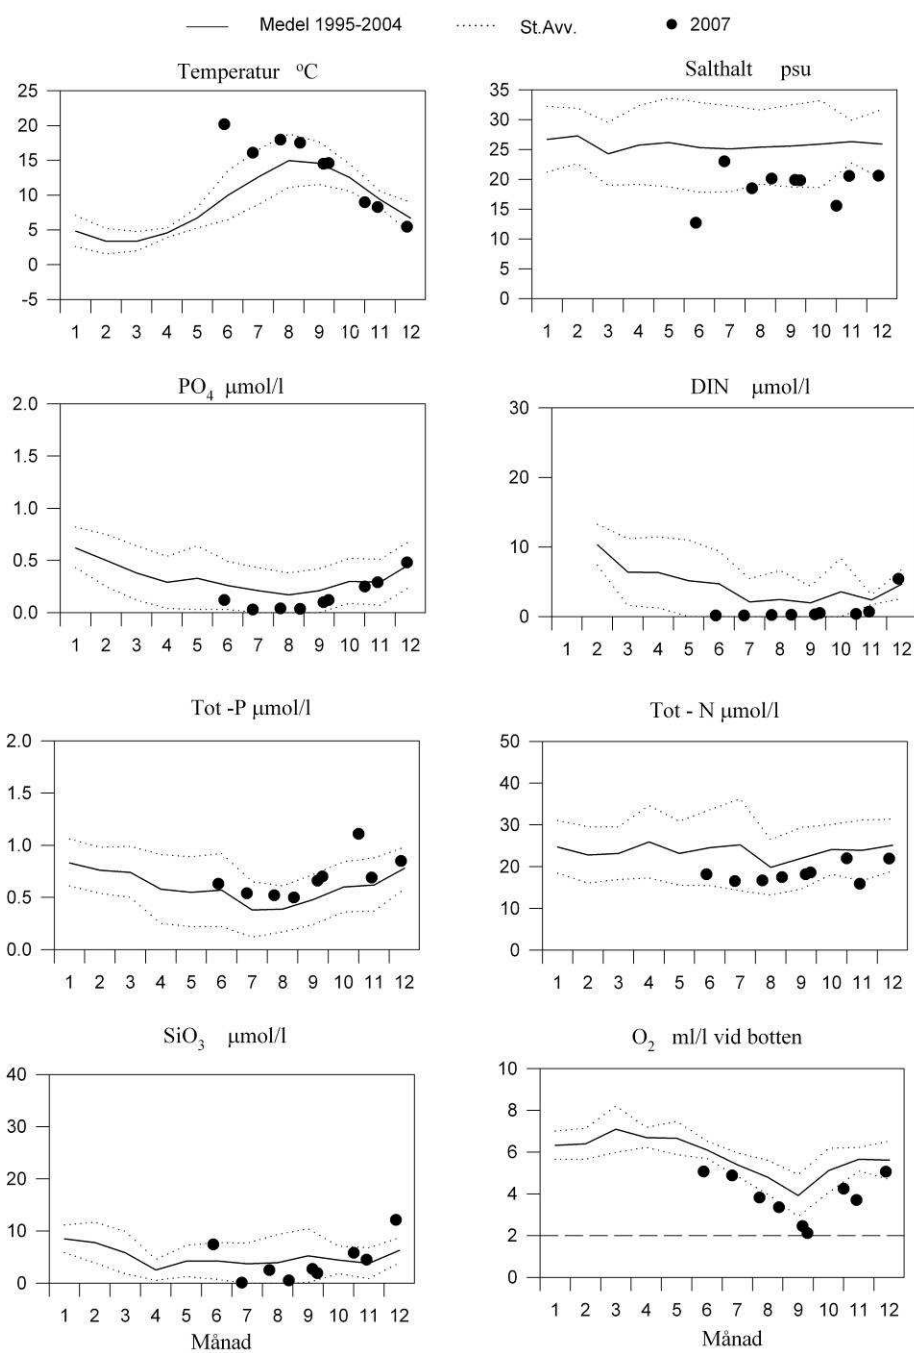 Medel 1995-2004 St.Avv. 2007
Temperatur °C
25
20
15
10
5
0
-5
1 2 3 4 5 6 7 8 9 10 11 12
Salthalt psu
35
30
25
20
15
10
5
0
1 2 3 4 5 6 7 8 9 10 11 12
PO4 µmol/l
2.0
1.5
1.0
0.5
0.0
1 2 3 4 5 6 7 8 9 10 11 12
DIN µmol/l
30
20
10
0
1 2 3 4 5 6 7 8 9 10 11 12
Tot -P µmol/l
2.0
1.5
1.0
0.5
0.0
1 2 3 4 5 6 7 8 9 10 11 12
Tot - N µmol/l
50
40
30
20
10
0
1 2 3 4 5 6 7 8 9 10 11 12
SiO3 µmol/l
40
30
20
10
0
1 2 3 4 5 6 7 8 9 10 11 12
Månad
O2 ml/l vid botten
10
8
6
4
2
0
1 2 3 4 5 6 7 8 9 10 11 12
Månad